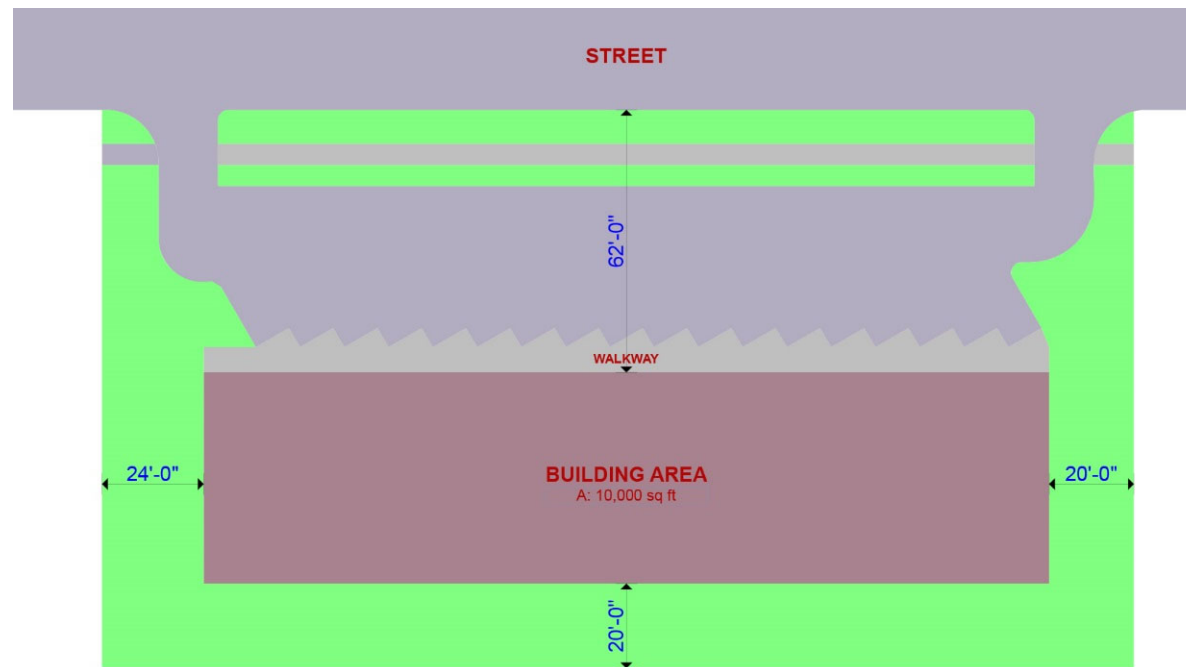 STREET
62'-0"
WALKWAY
24'-0"
BUILDING AREA
A: 10,000 sq ft
20'-0"
20'-0"